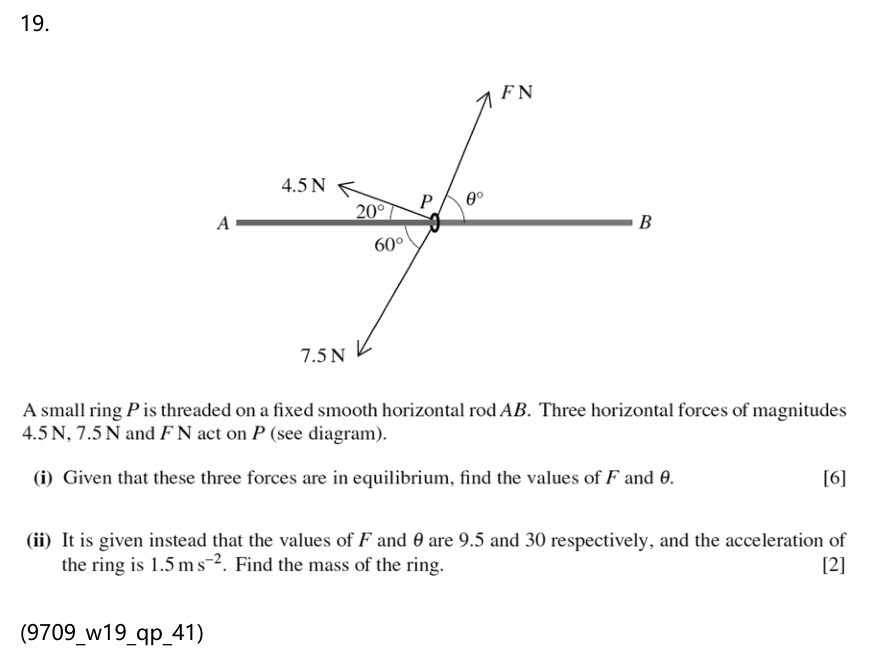 19.
F N
4.5 N
P
θ°
20°
A
B
60°
7.5 N
A small ring P is threaded on a fixed smooth horizontal rod AB. Three horizontal forces of magnitudes
4.5 N, 7.5 N and F N act on P (see diagram).
(i) Given that these three forces are in equilibrium, find the values of F and θ. [6]
(ii) It is given instead that the values of F and θ are 9.5 and 30 respectively, and the acceleration of
the ring is 1.5 m s⁻². Find the mass of the ring. [2]
(9709_w19_qp_41)